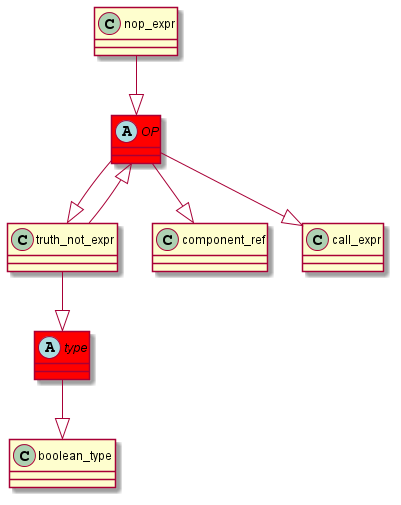 C nop_expr
A OP
C truth_not_expr
C component_ref
C call_expr
A type
C boolean_type